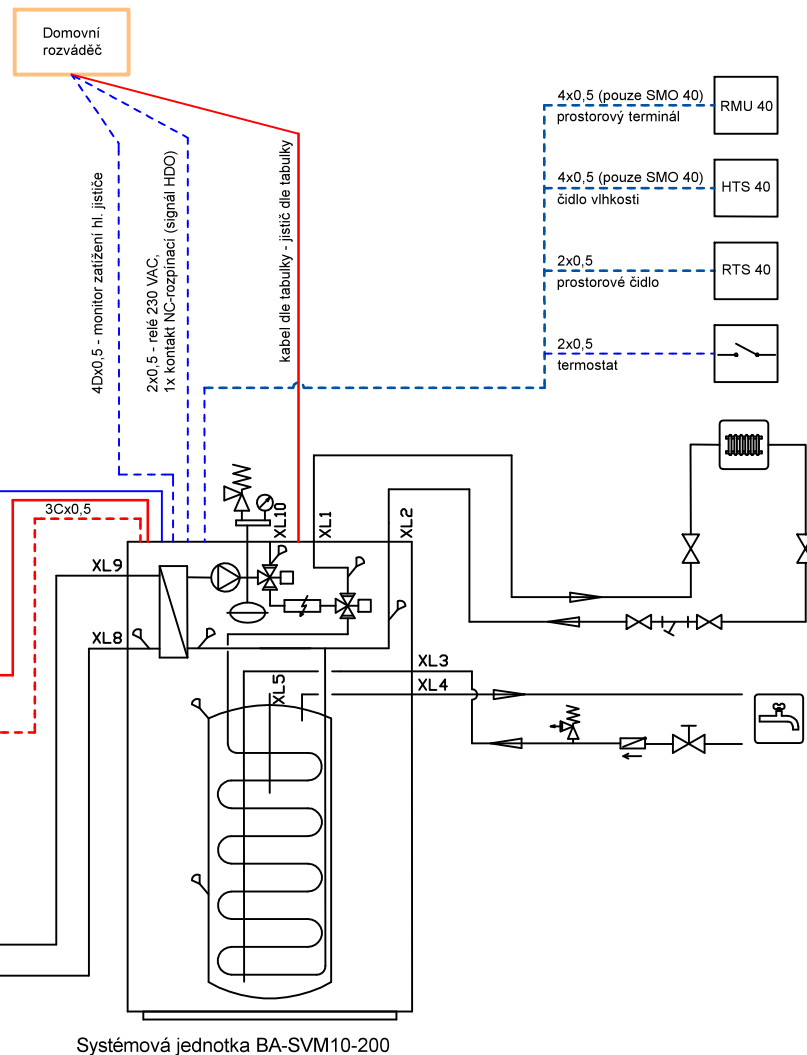 Domovní
rozváděč
4Dx0,5 - monitor zatížení hl. jističe
2x0,5 - relé 230 VAC,
1x kontakt NC-rozpínací (signál HDO)
kabel dle tabulky - jistič dle tabulky
4x0,5 (pouze SMO 40)
prostorový terminál
RMU 40
4x0,5 (pouze SMO 40)
čidlo vlhkosti
HTS 40
2x0,5
prostorové čidlo
RTS 40
2x0,5
termostat
3Cx0,5
XL10
XL1
XL2
XL9
XL8
XL3
XL4
XL5
Systémová jednotka BA-SVM10-200